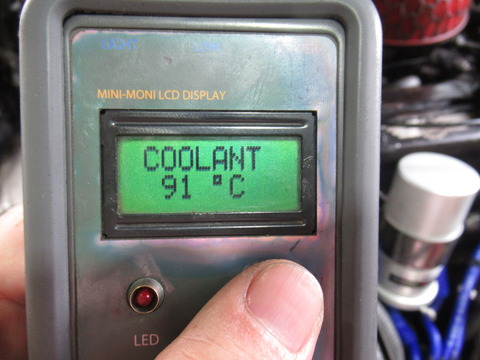 MINI-MONI LCD DISPLAY
COOLANT
91 °C
LED